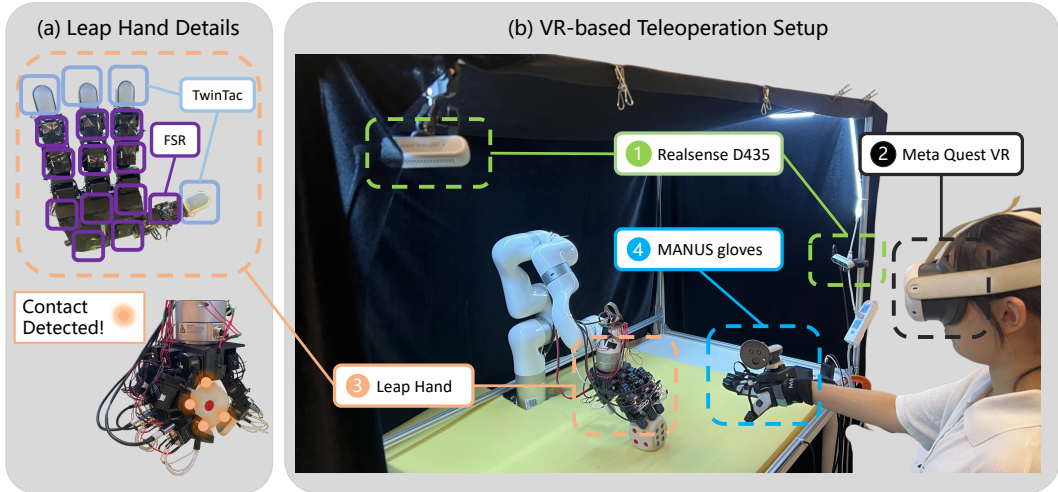 (a) Leap Hand Details
TwinTac
FSR
Contact
Detected!
(b) VR-based Teleoperation Setup
1 Realsense D435
2 Meta Quest VR
4 MANUS gloves
3 Leap Hand